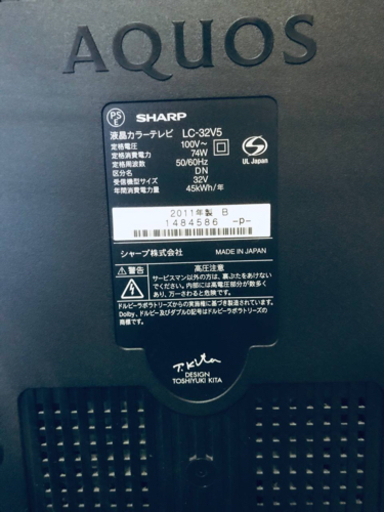 AQUOS
PS
E
SHARP
液晶カラーテレビ LC-32V5
定格電圧 100V～
定格消費電力 74W
定格周波数 50/60Hz
区分名 DN
受信機型サイズ 32V
年間消費電力量 45kWh/年
UL Japan
2011年製 B
1484586 -P-
シャープ株式会社 MADE IN JAPAN
高圧注意
サービスマン以外の方は、裏ぶたをあけない
でください。内部には高電圧部分が数多く
あり、万一さわると危険です。
ドルビーラボラトリーズからの実施権に基づき製造されています。
Dolby、ドルビー及びダブルD記号はドルビーラボラトリーズの
商標です。
T.Kita
DESIGN
TOSHIYUKI KITA